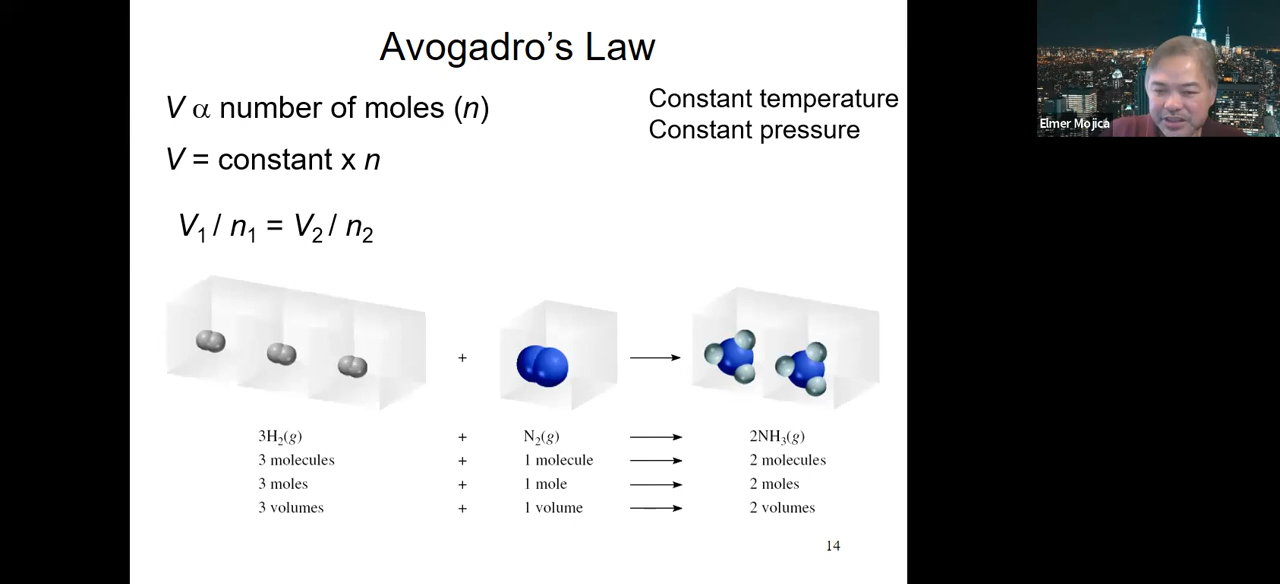 Avogadro's Law
V α number of moles (n)
Constant temperature
Constant pressure
V = constant x n
V₁ / n₁ = V₂ / n₂
+
3H₂(g) + N₂(g) ⟶ 2NH₃(g)
3 molecules + 1 molecule ⟶ 2 molecules
3 moles + 1 mole ⟶ 2 moles
3 volumes + 1 volume ⟶ 2 volumes
14
Elmer Mojica